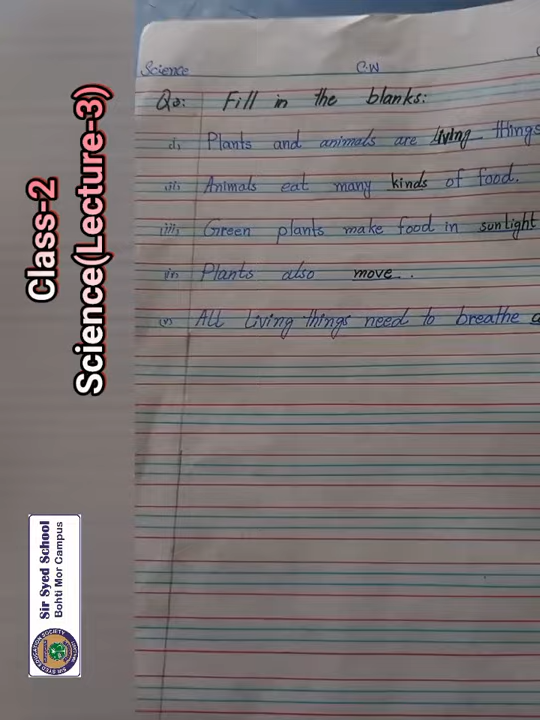 Class-2
Science(Lecture-3)
Sir Syed School
Bohti Mor Campus
Science C.W
Fill in the blanks:
i) Plants and animals are living things
ii) Animals eat many kinds of food.
iii) Green plants make food in sunlight
iv) Plants also move.
v) All living things need to breathe